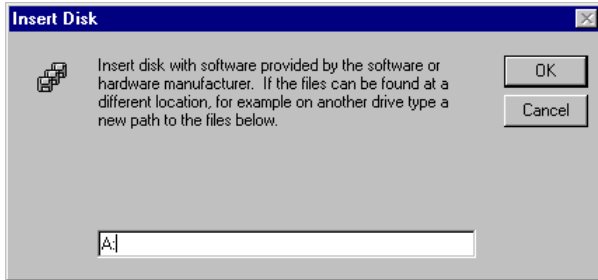 Insert Disk
Insert disk with software provided by the software or
hardware manufacturer. If the files can be found at a
different location, for example on another drive type a
new path to the files below.
OK
Cancel
A: